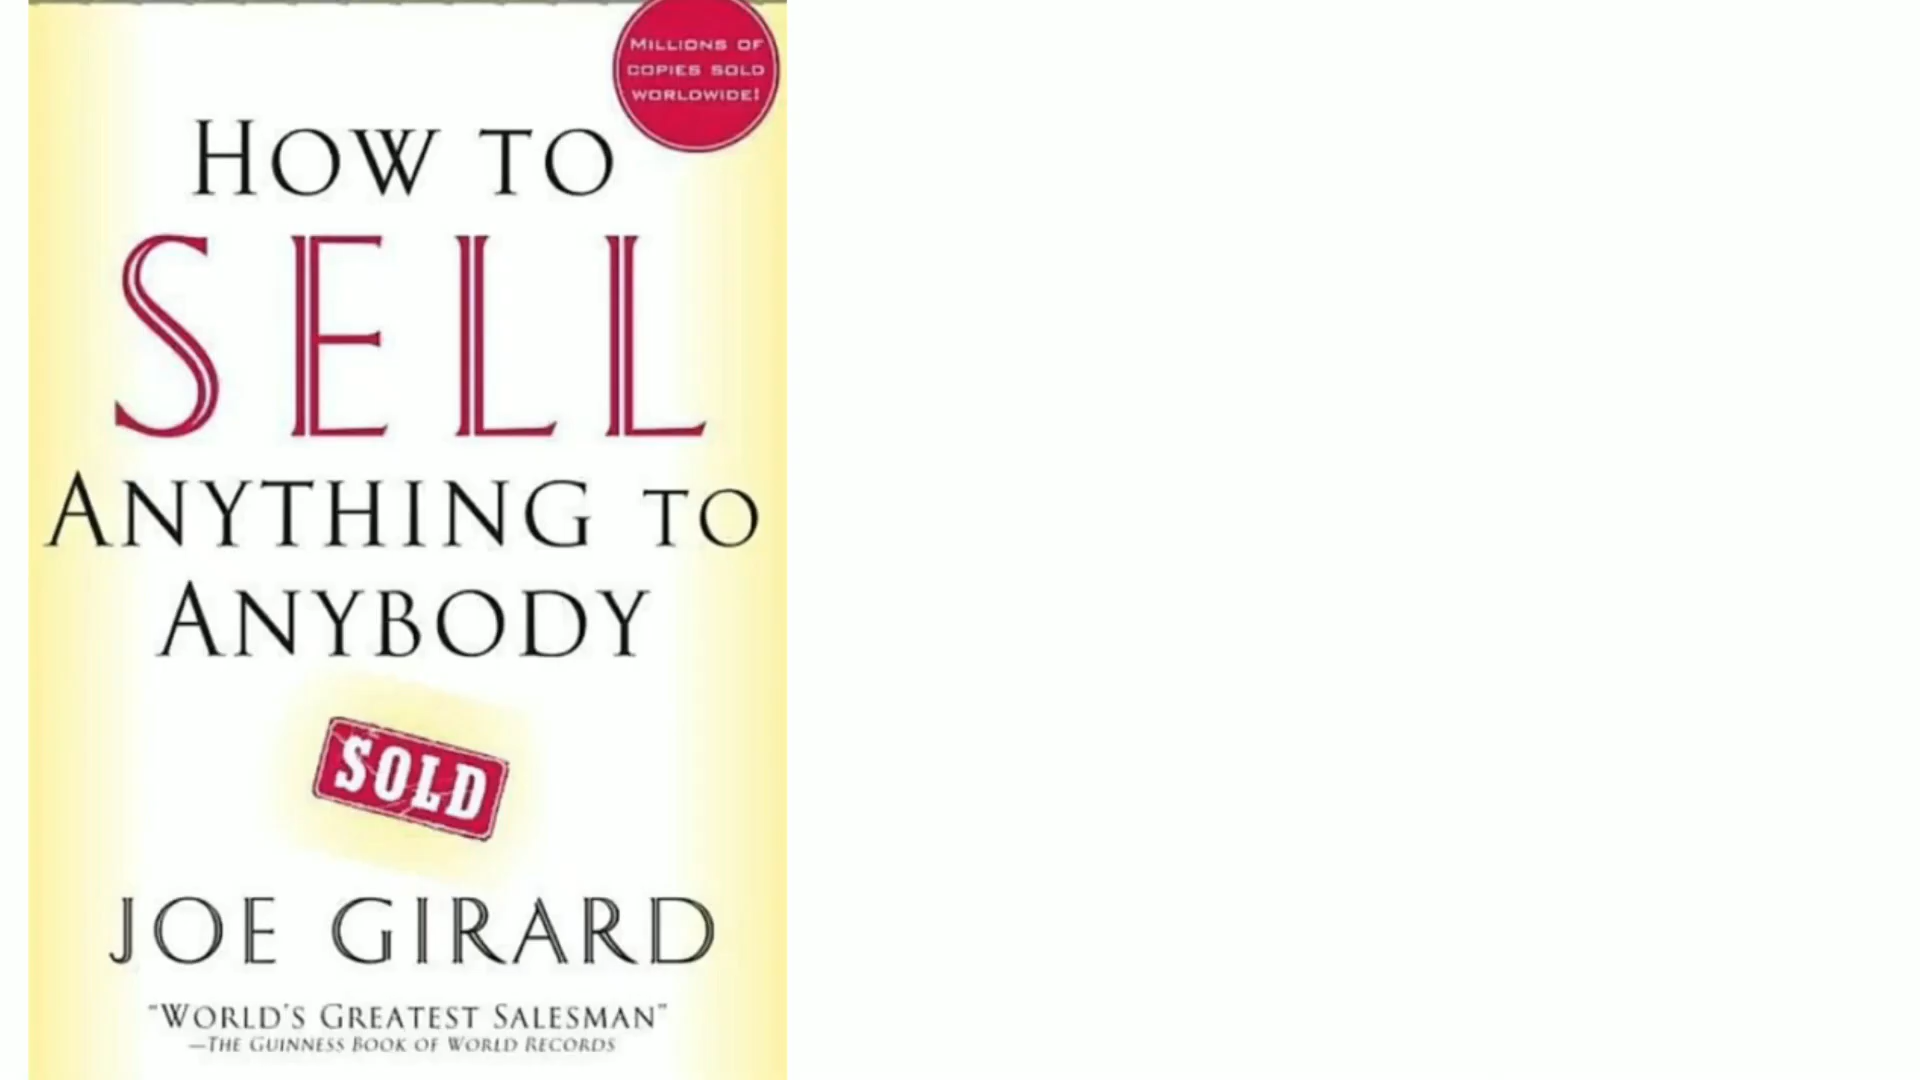 MILLIONS OF
COPIES SOLD
WORLDWIDE!
HOW TO
SELL
ANYTHING TO
ANYBODY
SOLD
JOE GIRARD
"WORLD'S GREATEST SALESMAN"
—THE GUINNESS BOOK OF WORLD RECORDS